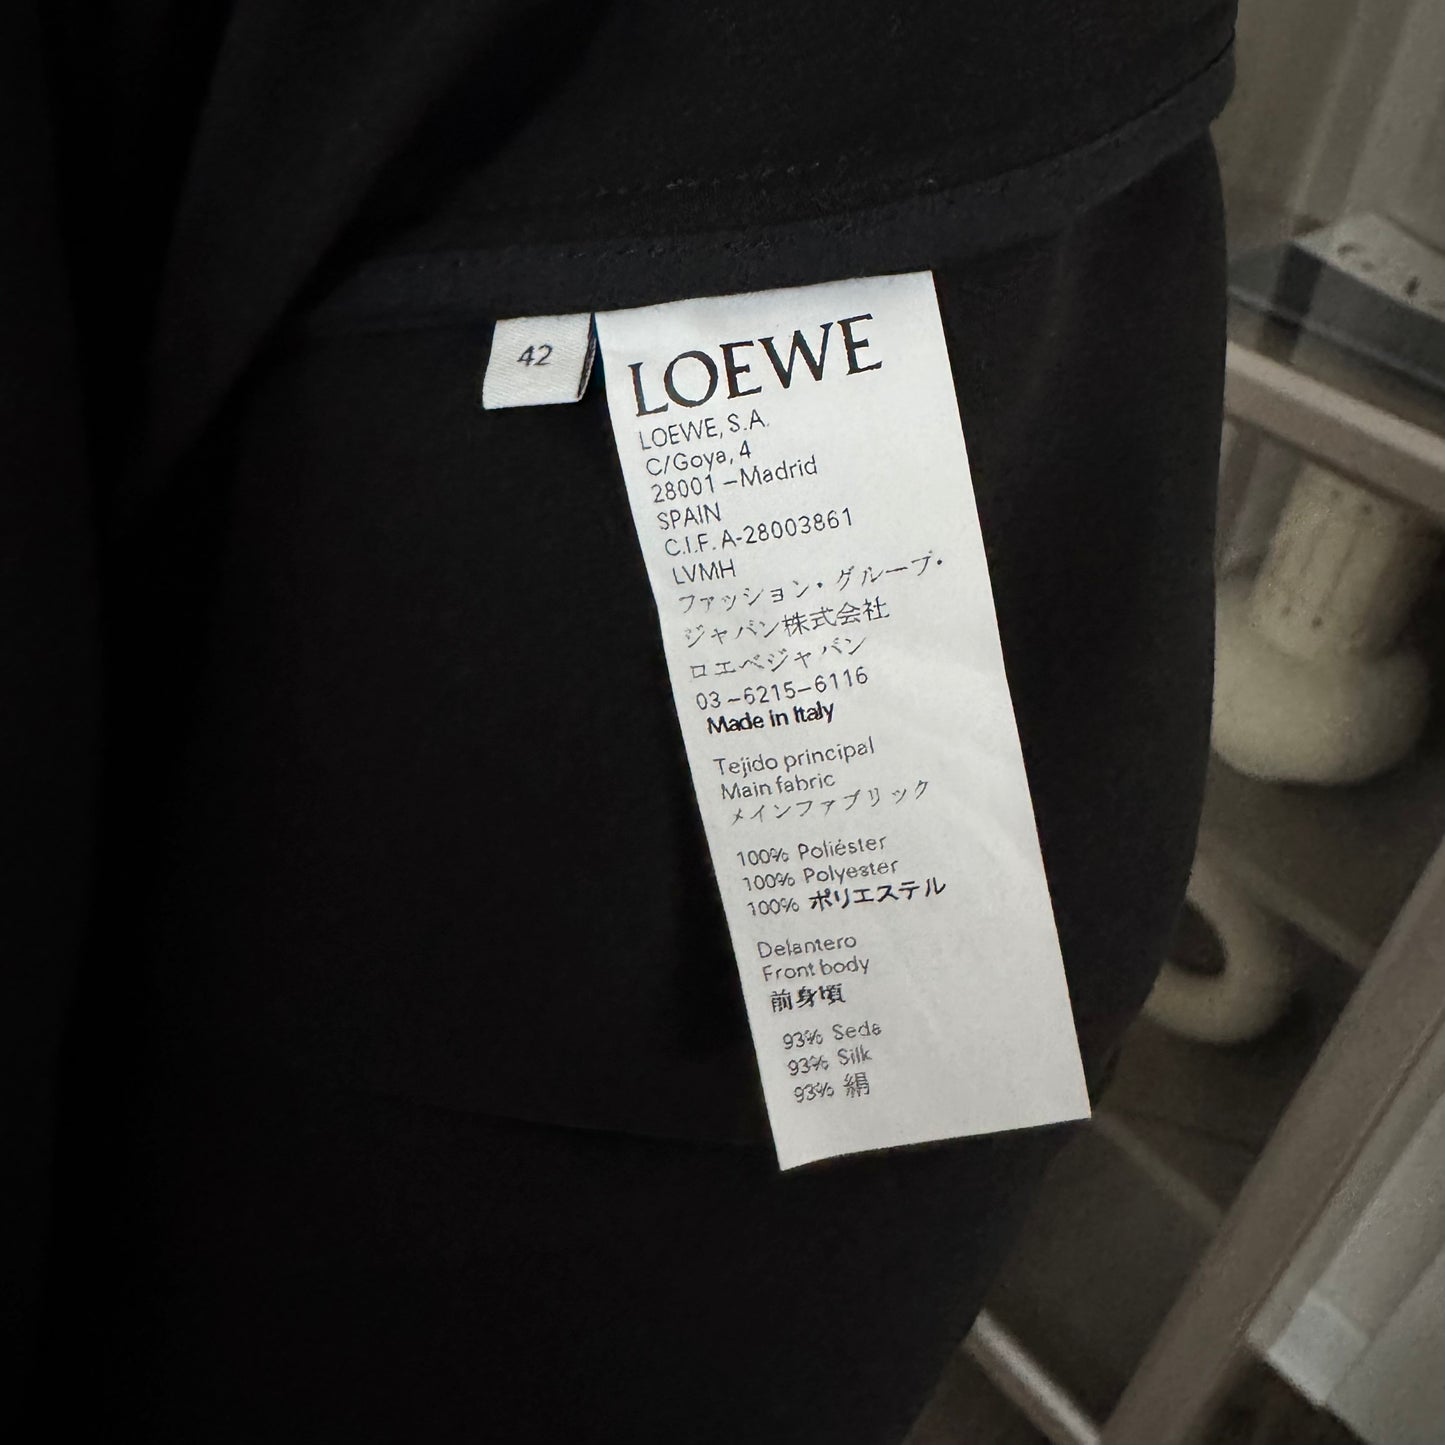 42
LOEWE
LOEWE, S.A.
C/Goya, 4
28001 –Madrid
SPAIN
C.I.F. A-28003861
LVMH
ファッション・グループ・
ジャパン株式会社
ロエベジャパン
03–6215–6116
Made in Italy
Tejido principal
Main fabric
メインファブリック
100% Poliéster
100% Polyester
100% ポリエステル
Delantero
Front body
前身頃
93% Seda
93% Silk
93% 絹